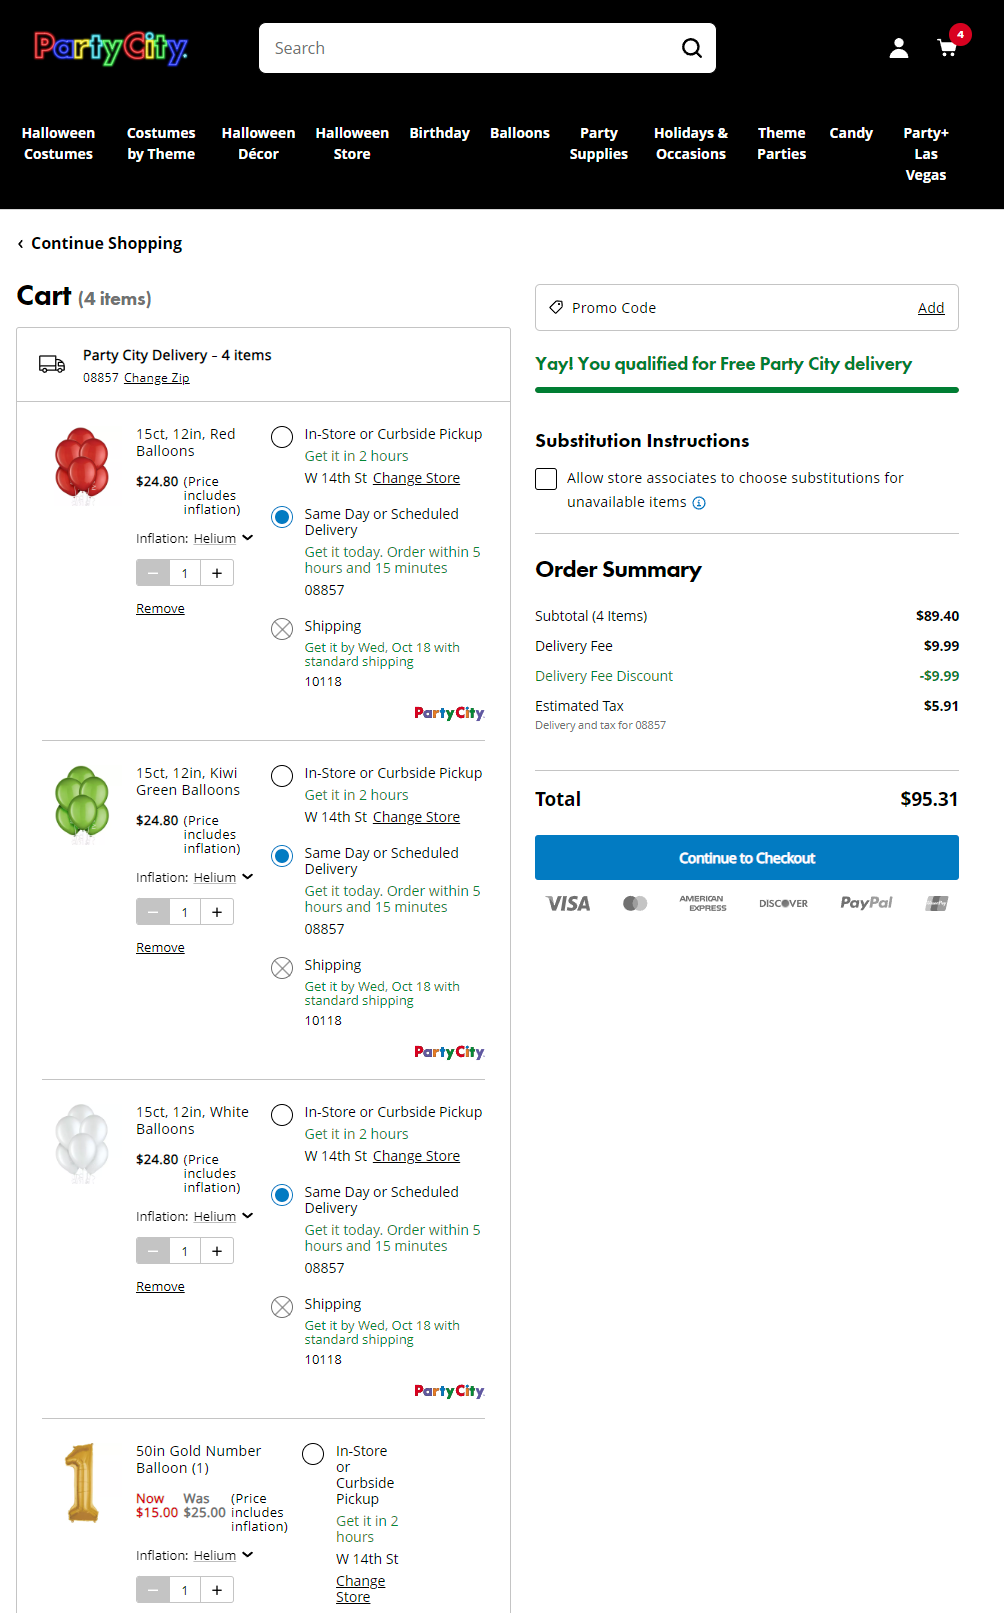 PartyCity.
Search
4
Halloween Costumes
Costumes by Theme
Halloween Décor
Halloween Store
Birthday
Balloons
Party Supplies
Holidays & Occasions
Theme Parties
Candy
Party+ Las Vegas
‹ Continue Shopping
Cart (4 items)
Party City Delivery – 4 items
08857 Change Zip
15ct, 12in, Red
Balloons
$24.80 (Price
includes
inflation)
Inflation: Helium
− 1 +
Remove
In-Store or Curbside Pickup
Get it in 2 hours
W 14th St Change Store
Same Day or Scheduled
Delivery
Get it today. Order within 5
hours and 15 minutes
08857
Shipping
Get it by Wed, Oct 18 with
standard shipping
10118
PartyCity.
15ct, 12in, Kiwi
Green Balloons
$24.80 (Price
includes
inflation)
Inflation: Helium
− 1 +
Remove
In-Store or Curbside Pickup
Get it in 2 hours
W 14th St Change Store
Same Day or Scheduled
Delivery
Get it today. Order within 5
hours and 15 minutes
08857
Shipping
Get it by Wed, Oct 18 with
standard shipping
10118
PartyCity.
15ct, 12in, White
Balloons
$24.80 (Price
includes
inflation)
Inflation: Helium
− 1 +
Remove
In-Store or Curbside Pickup
Get it in 2 hours
W 14th St Change Store
Same Day or Scheduled
Delivery
Get it today. Order within 5
hours and 15 minutes
08857
Shipping
Get it by Wed, Oct 18 with
standard shipping
10118
PartyCity.
50in Gold Number
Balloon (1)
Now Was (Price
$15.00 $25.00 includes
inflation)
Inflation: Helium
− 1 +
In-Store
or
Curbside
Pickup
Get it in 2
hours
W 14th St
Change
Store
Promo Code Add
Yay! You qualified for Free Party City delivery
Substitution Instructions
Allow store associates to choose substitutions for
unavailable items
Order Summary
Subtotal (4 Items) $89.40
Delivery Fee $9.99
Delivery Fee Discount -$9.99
Estimated Tax $5.91
Delivery and tax for 08857
Total $95.31
Continue to Checkout
VISA
AMERICAN
EXPRESS
DISCOVER
PayPal